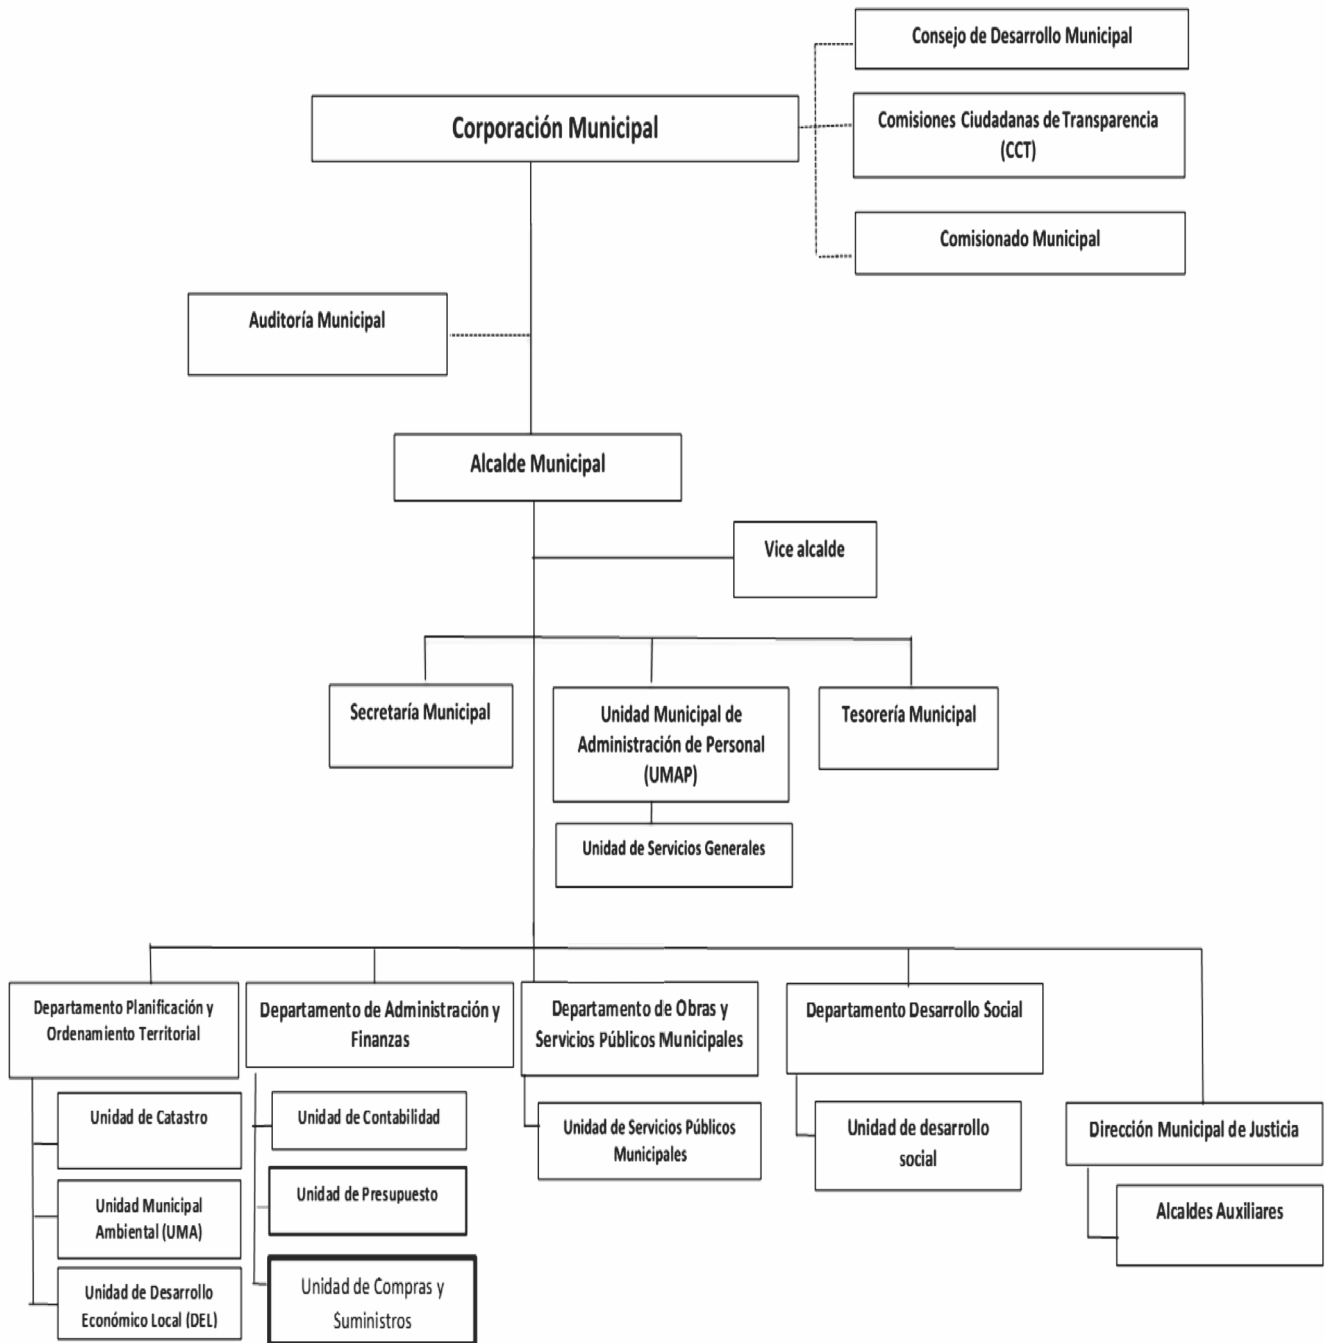 Consejo de Desarrollo Municipal
Corporación Municipal
Comisiones Ciudadanas de Transparencia
(CCT)
Comisionado Municipal
Auditoría Municipal
Alcalde Municipal
Vice alcalde
Secretaría Municipal
Unidad Municipal de
Administración de Personal
(UMAP)
Tesorería Municipal
Unidad de Servicios Generales
Departamento Planificación y
Ordenamiento Territorial
Departamento de Administración y
Finanzas
Departamento de Obras y
Servicios Públicos Municipales
Departamento Desarrollo Social
Unidad de Catastro
Unidad de Contabilidad
Unidad de Servicios Públicos
Municipales
Unidad de desarrollo
social
Dirección Municipal de Justicia
Unidad Municipal
Ambiental (UMA)
Unidad de Presupuesto
Alcaldes Auxiliares
Unidad de Desarrollo
Económico Local (DEL)
Unidad de Compras y
Suministros